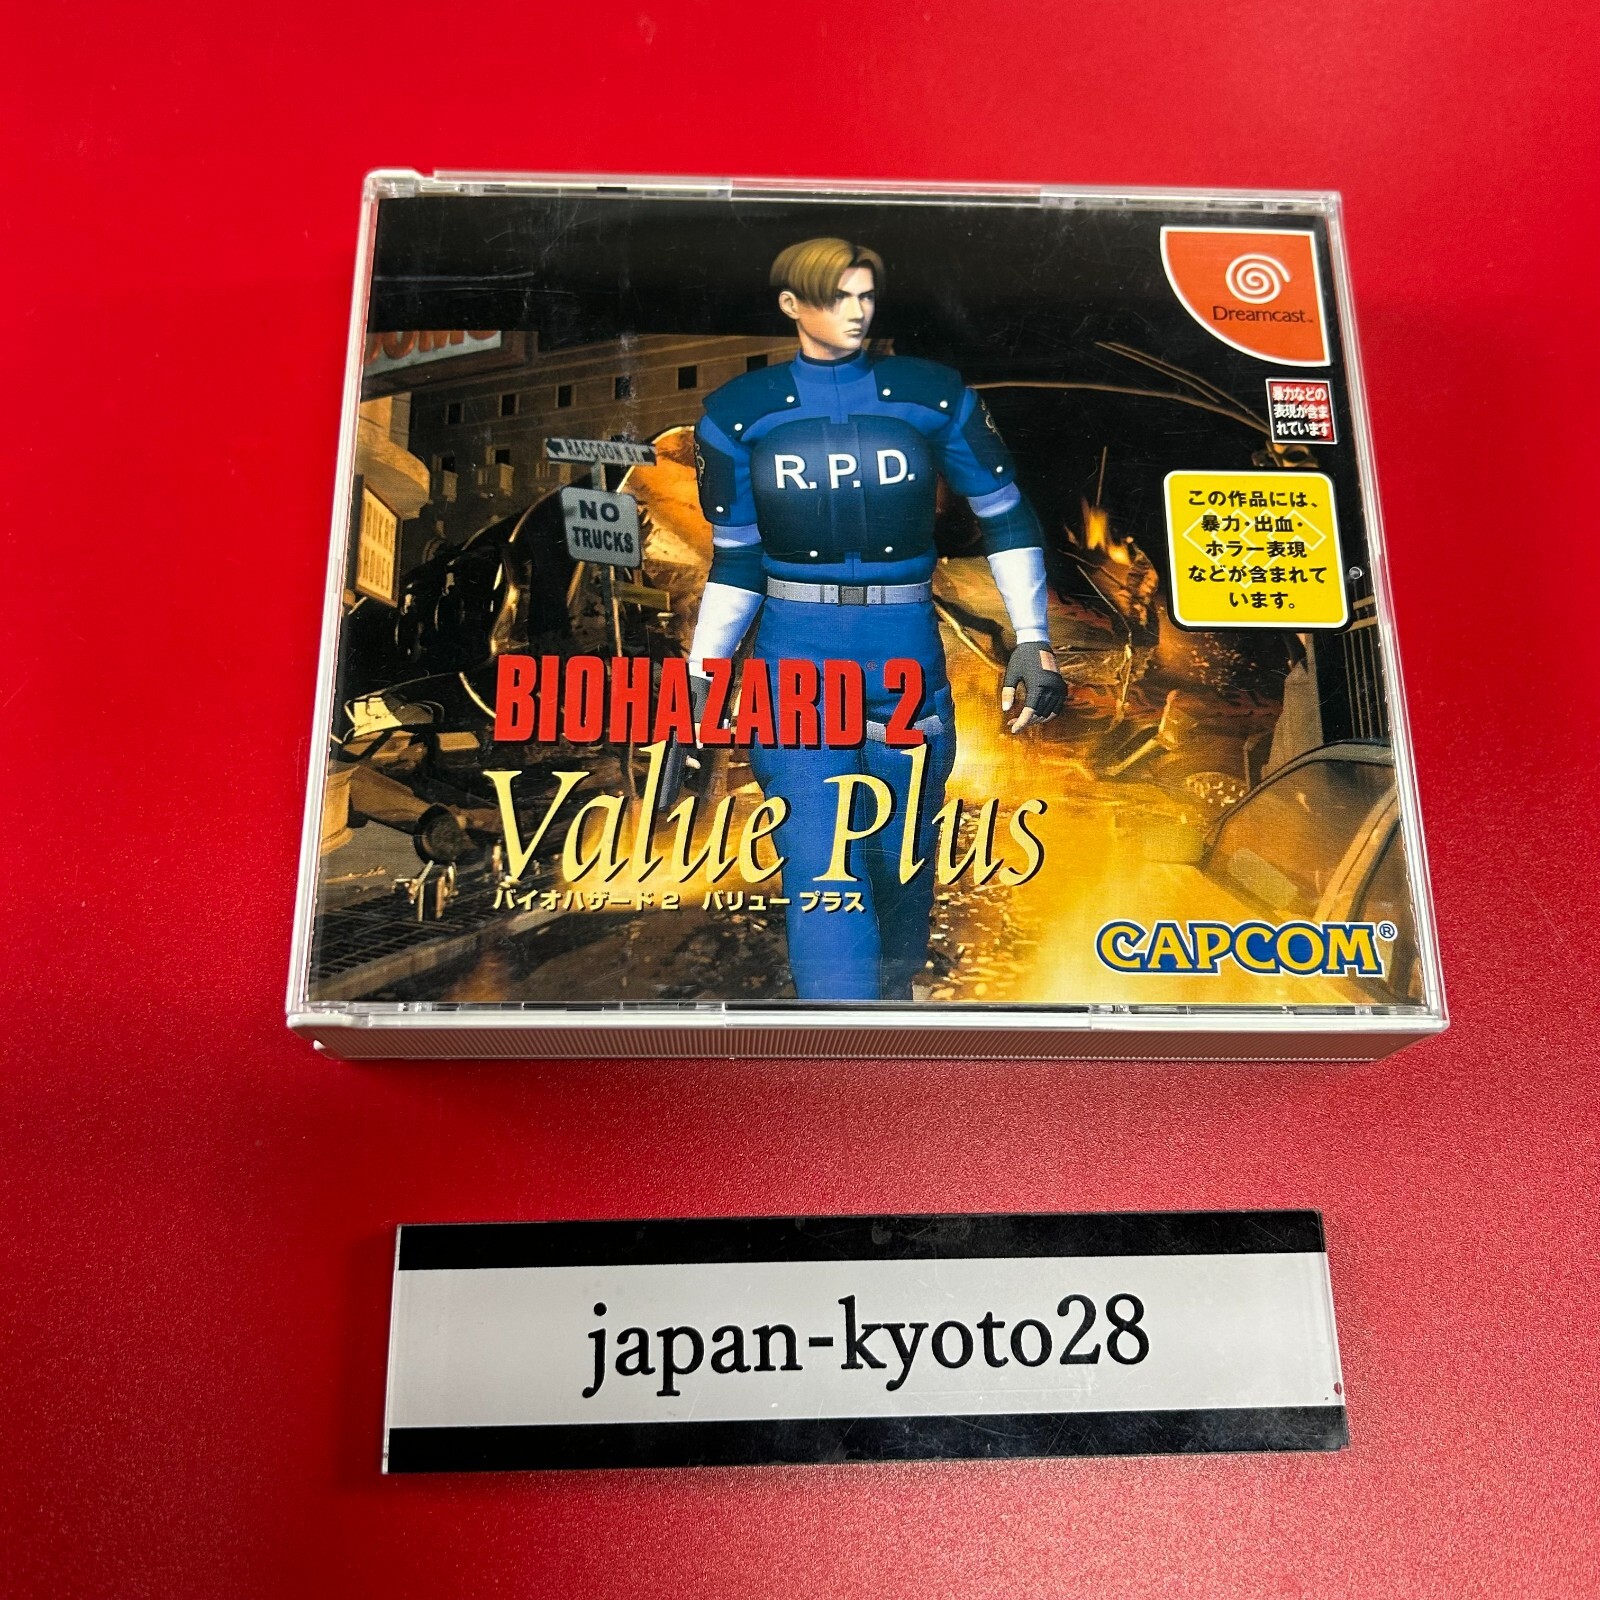 Dreamcast™
暴力などの
表現が含ま
れています
RACCOON ST.
NO
TRUCKS
R.P.D.
この作品には、
暴力・出血・
ホラー表現
などが含まれて
います。
BIOHAZARD® 2
Value Plus
バイオハザード2 バリュー プラス
CAPCOM®
japan-kyoto28